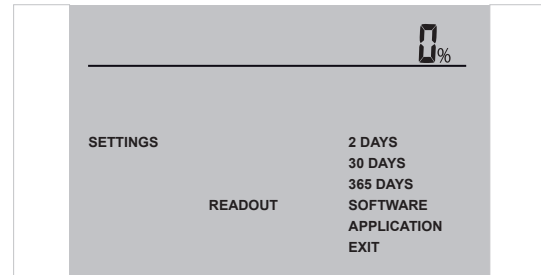 0%
SETTINGS 2 DAYS
30 DAYS
365 DAYS
READOUT SOFTWARE
APPLICATION
EXIT